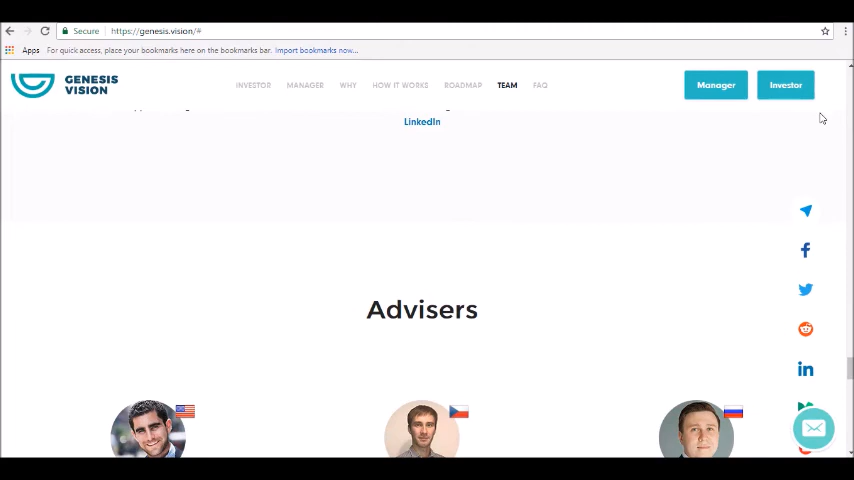 Secure
https://genesis.vision/#
Apps
For quick access, place your bookmarks here on the bookmarks bar. Import bookmarks now...
GENESIS
VISION
INVESTOR
MANAGER
WHY
HOW IT WORKS
ROADMAP
TEAM
FAQ
Manager
Investor
LinkedIn
Advisers